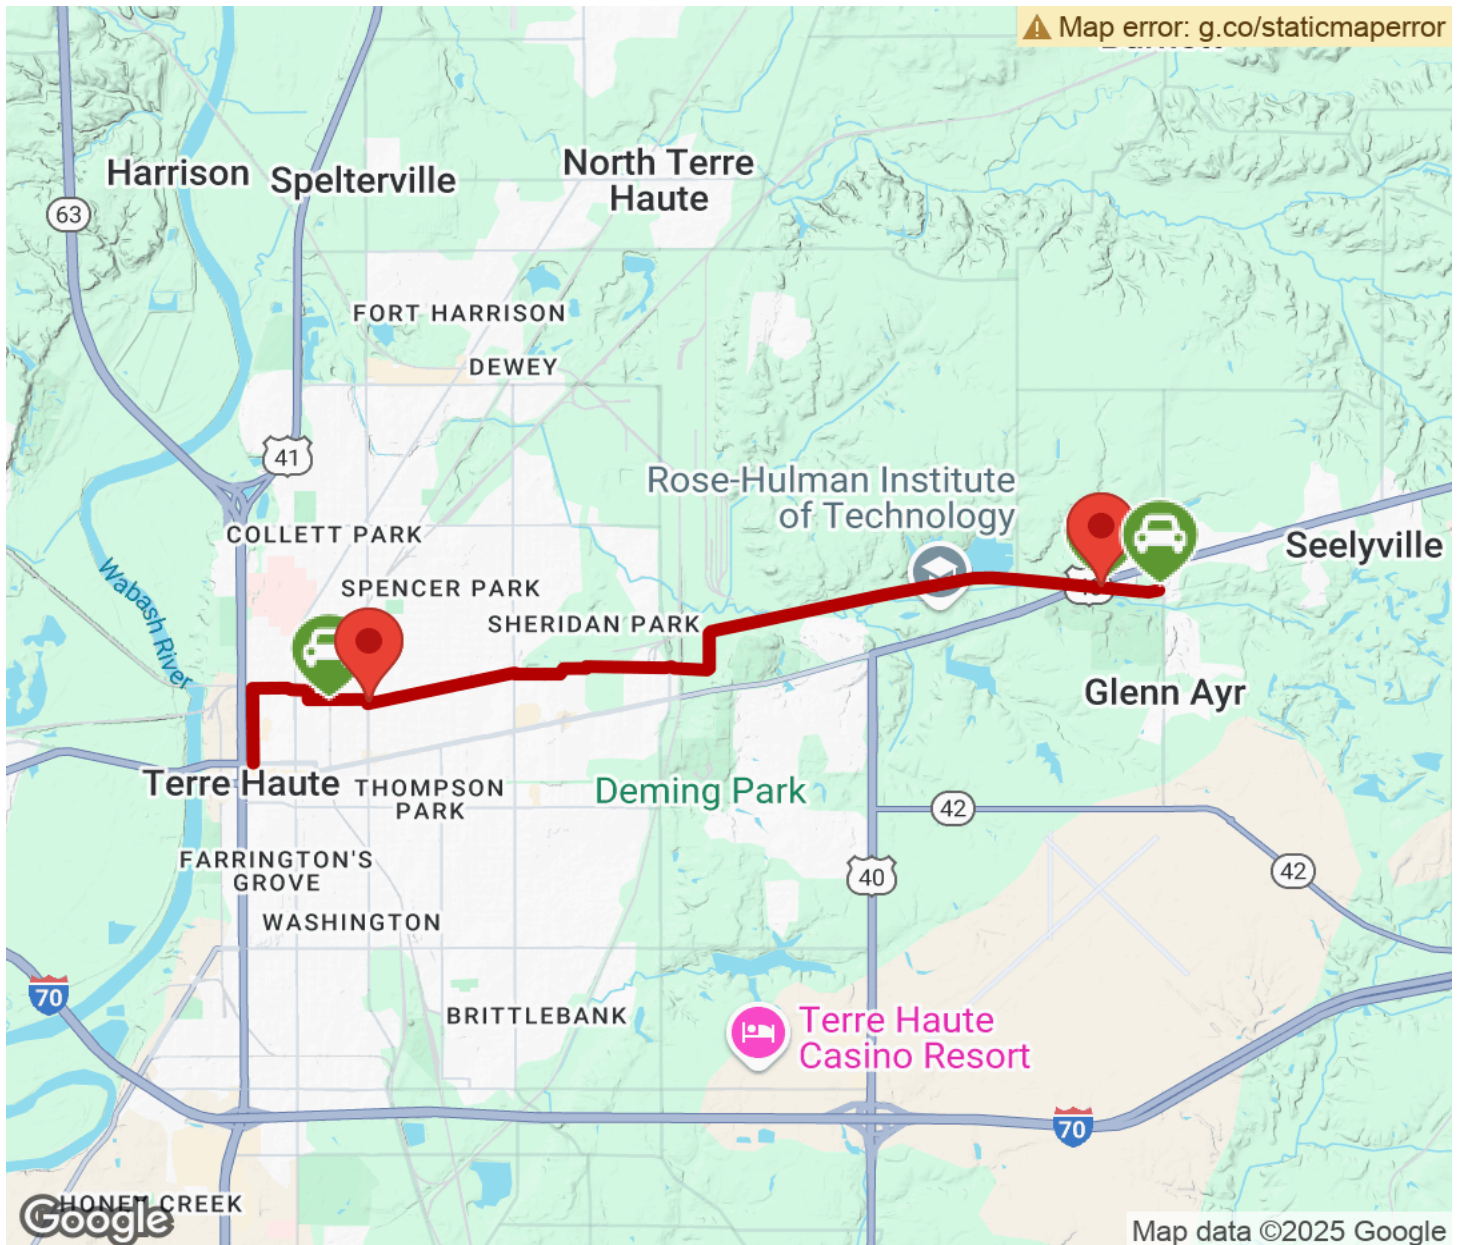 Map error: g.co/staticmaperror
Harrison
Spelterville
North Terre
Haute
63
FORT HARRISON
DEWEY
41
Rose-Hulman Institute
of Technology
COLLETT PARK
Seelyville
SPENCER PARK
Wabash River
SHERIDAN PARK
Glenn Ayr
Terre Haute
THOMPSON
PARK
Deming Park
42
FARRINGTON'S
GROVE
40
42
WASHINGTON
70
BRITTLEBANK
Terre Haute
Casino Resort
70
HONEY CREEK
Google
Map data ©2025 Google